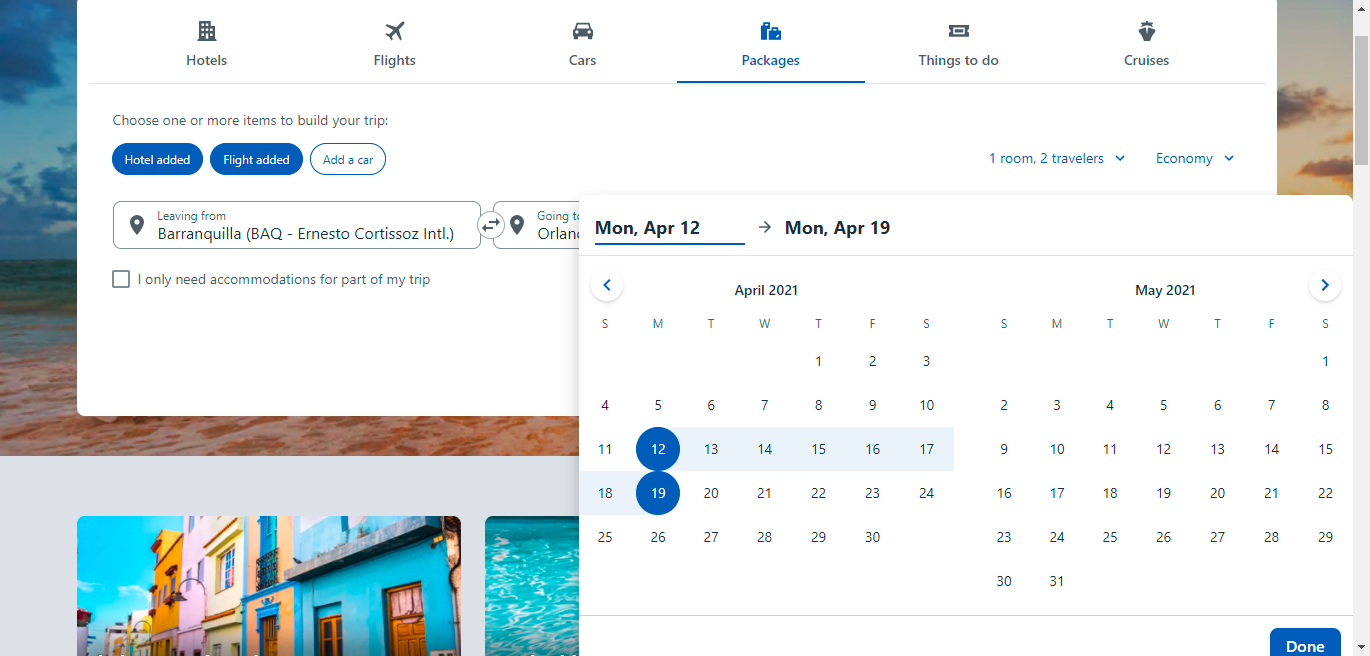 Hotels
Flights
Cars
Packages
Things to do
Cruises
Choose one or more items to build your trip:
Hotel added
Flight added
Add a car
1 room, 2 travelers
Economy
Leaving from
Barranquilla (BAQ - Ernesto Cortissoz Intl.)
Going to
Orlan
I only need accommodations for part of my trip
Mon, Apr 12
Mon, Apr 19
April 2021
S M T W T F S
1 2 3
4 5 6 7 8 9 10
11 12 13 14 15 16 17
18 19 20 21 22 23 24
25 26 27 28 29 30
May 2021
S M T W T F S
1
2 3 4 5 6 7 8
9 10 11 12 13 14 15
16 17 18 19 20 21 22
23 24 25 26 27 28 29
30 31
Done